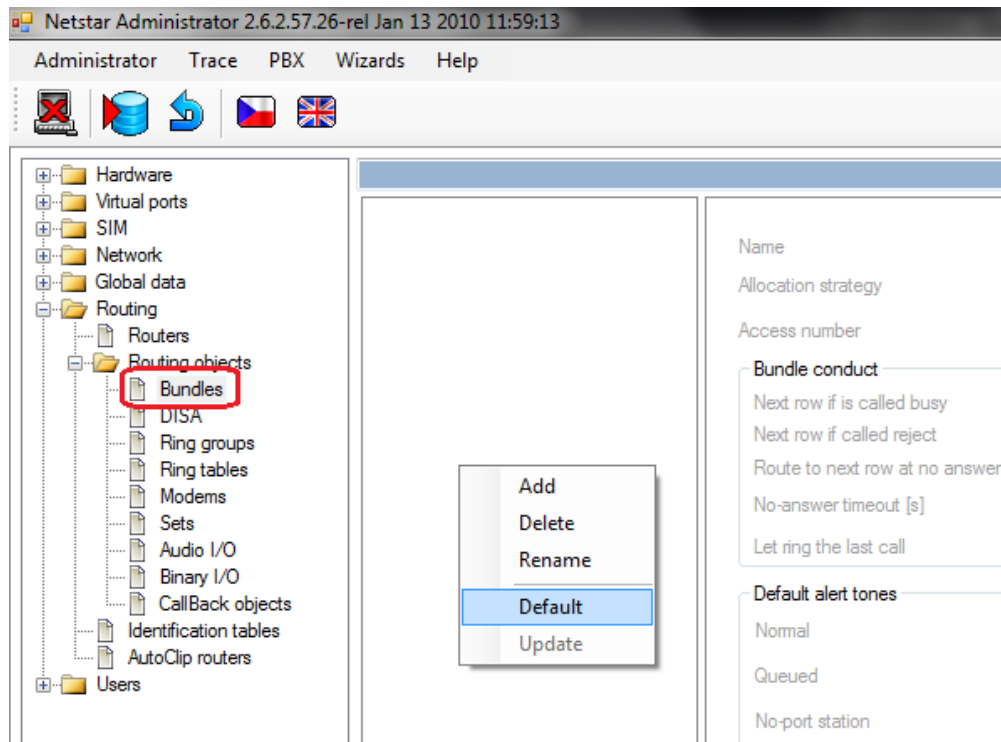 Netstar Administrator 2.6.2.57.26-rel Jan 13 2010 11:59:13
Administrator Trace PBX Wizards Help
Hardware
Virtual ports
SIM
Network
Global data
Routing
Routers
Routing objects
Bundles
DISA
Ring groups
Ring tables
Modems
Sets
Audio I/O
Binary I/O
CallBack objects
Identification tables
AutoClip routers
Users
Add
Delete
Rename
Default
Update
Name
Allocation strategy
Access number
Bundle conduct
Next row if is called busy
Next row if called reject
Route to next row at no answer
No-answer timeout [s]
Let ring the last call
Default alert tones
Normal
Queued
No-port station